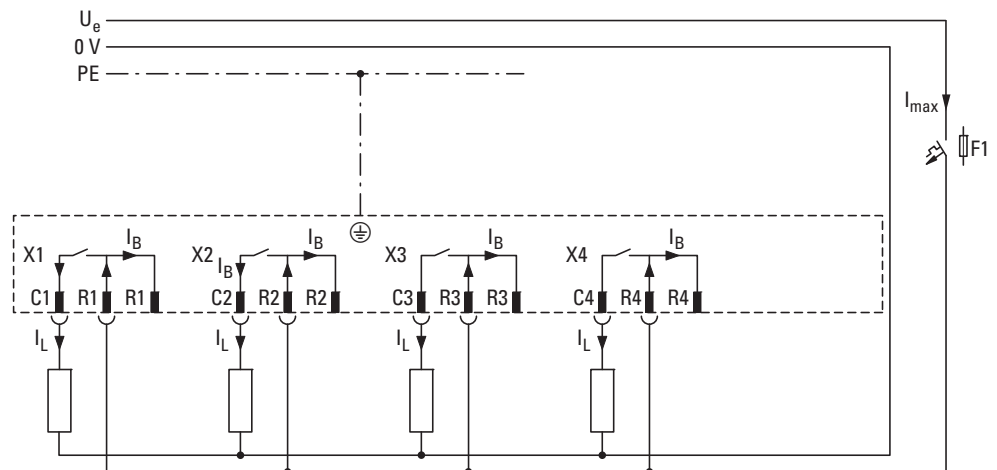 Ue
0 V
PE
Imax
F1
X1 IB X2 IB X3 IB X4 IB
IB
C1 R1 R1 C2 R2 R2 C3 R3 R3 C4 R4 R4
IL IL IL IL